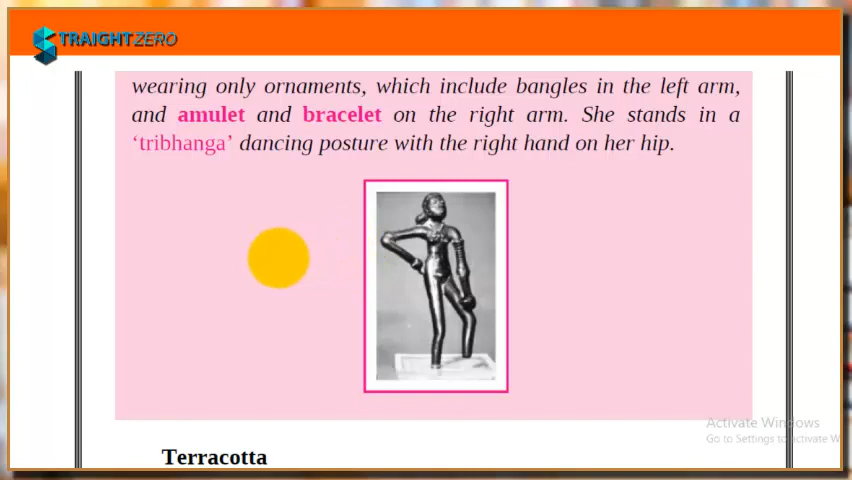 STRAIGHTZERO
wearing only ornaments, which include bangles in the left arm,
and amulet and bracelet on the right arm. She stands in a
‘tribhanga’ dancing posture with the right hand on her hip.
Activate Windows
Go to Settings to activate W
Terracotta